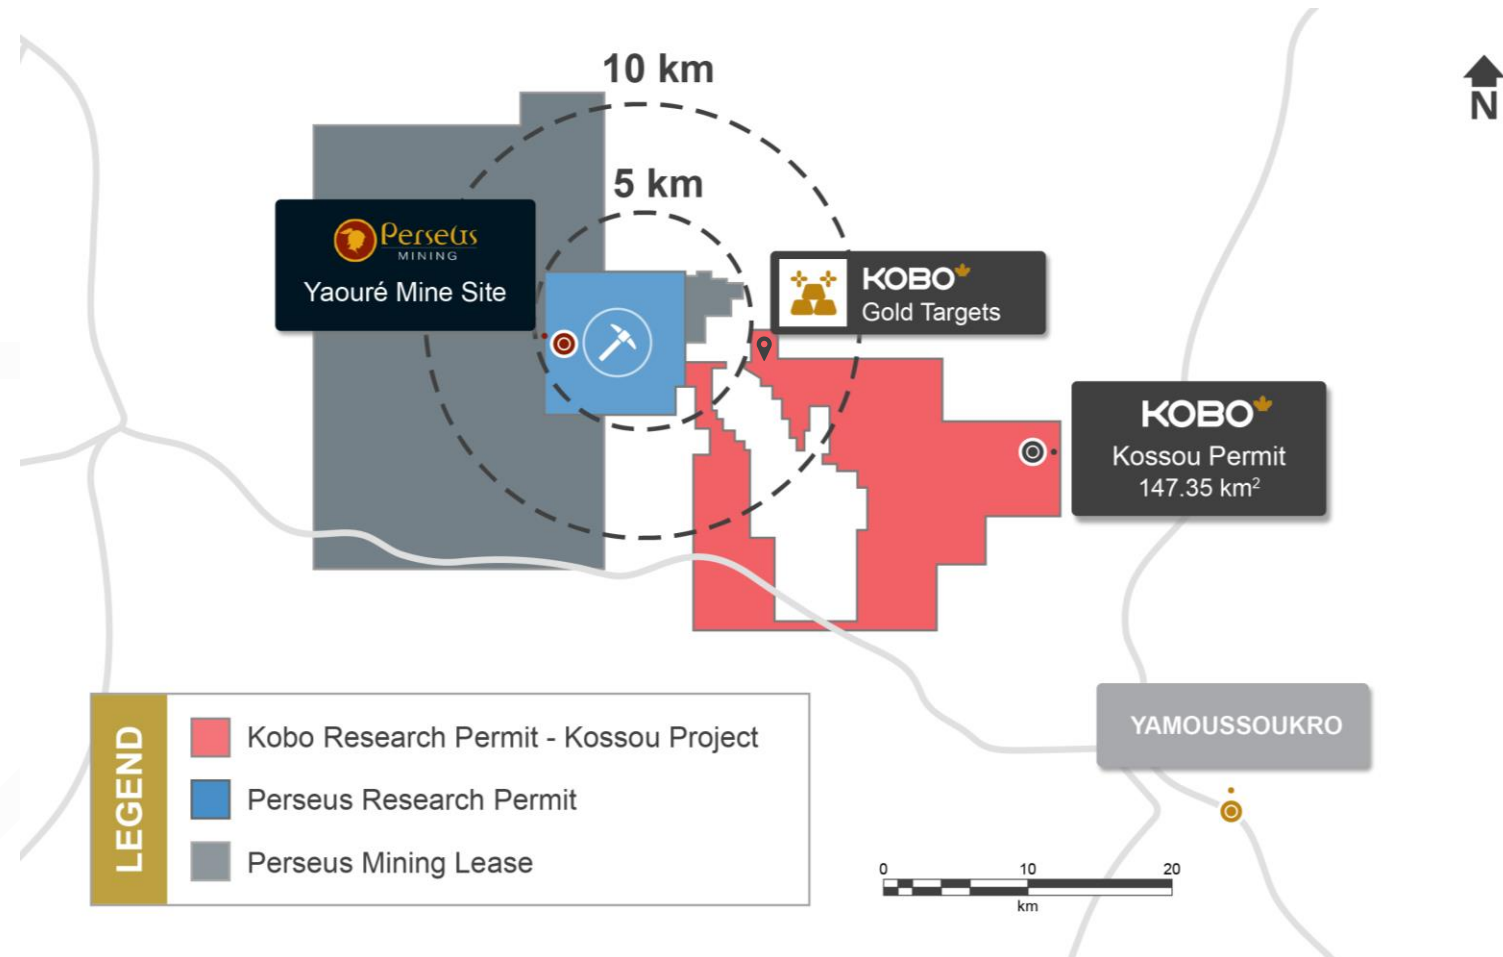 10 km
N
5 km
Perseus
MINING
Yaouré Mine Site
KOBO
Gold Targets
KOBO
Kossou Permit
147.35 km²
YAMOUSSOUKRO
LEGEND
Kobo Research Permit - Kossou Project
Perseus Research Permit
Perseus Mining Lease
0 10 20
km